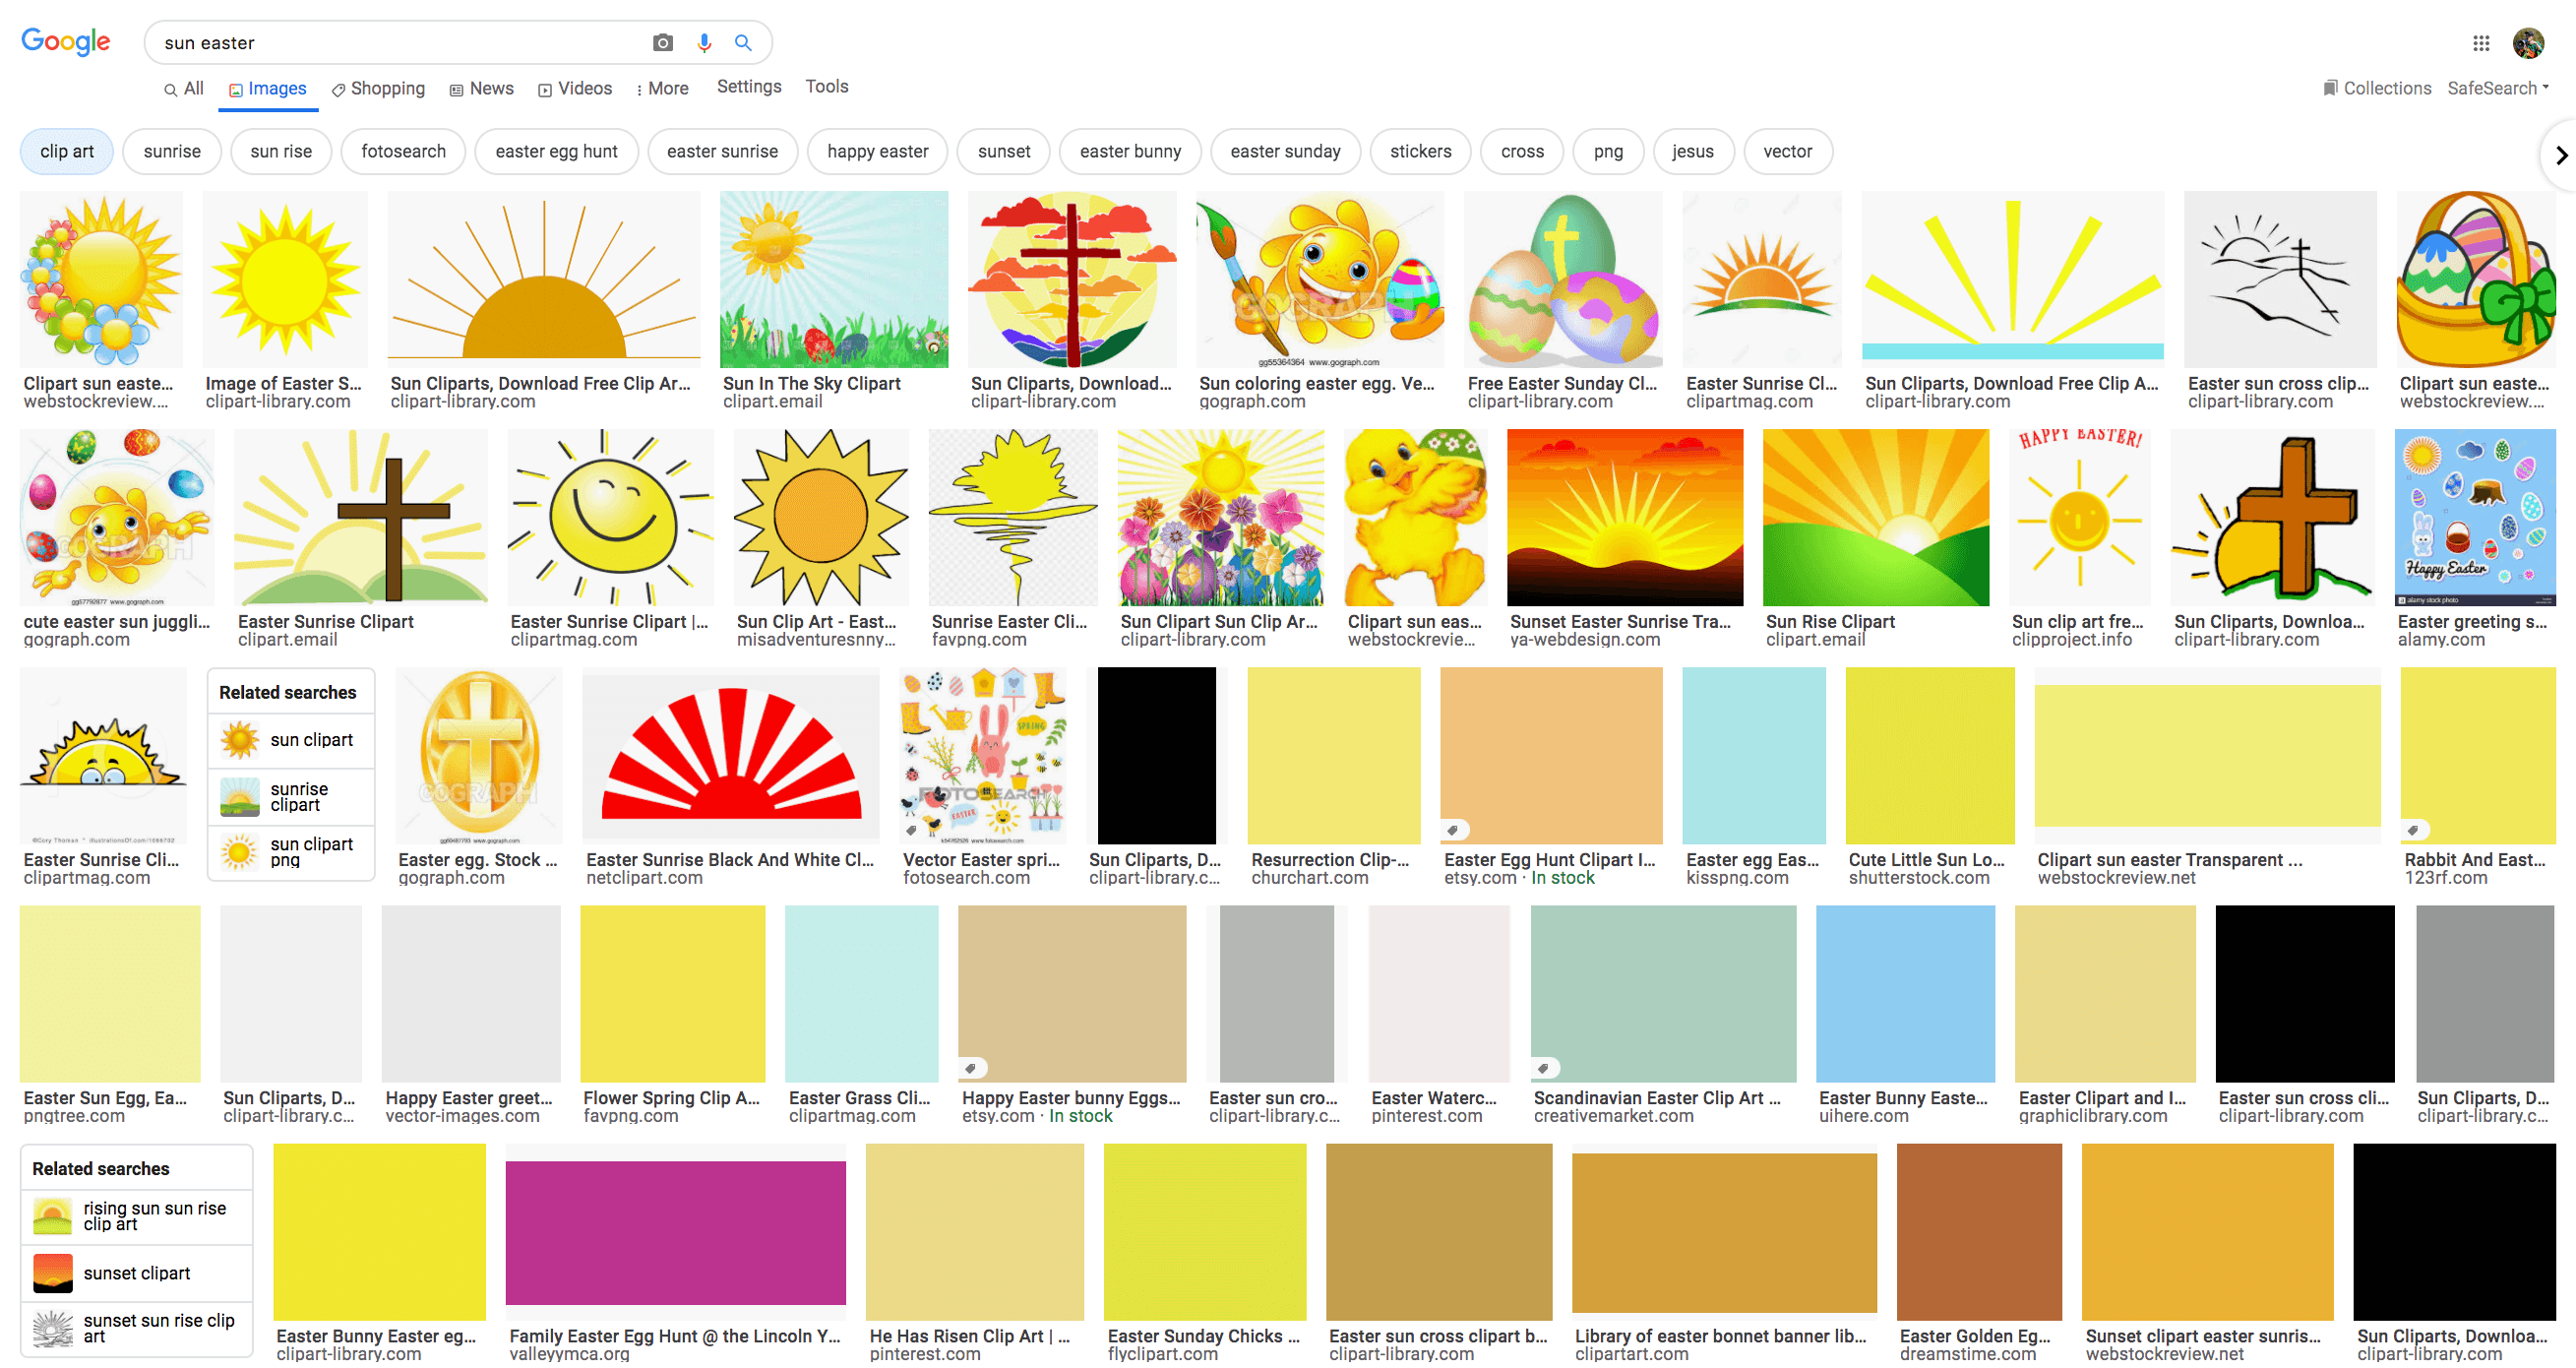 Google
sun easter
All Images Shopping News Videos More Settings Tools
Collections SafeSearch
clip art sunrise sun rise fotosearch easter egg hunt easter sunrise happy easter sunset easter bunny easter sunday stickers cross png jesus vector
GOGRAPH
gg55364364 www.gograph.com
Clipart sun easte... Image of Easter S... Sun Cliparts, Download Free Clip Ar... Sun In The Sky Clipart Sun Cliparts, Download... Sun coloring easter egg. Ve... Free Easter Sunday Cl... Easter Sunrise Cl... Sun Cliparts, Download Free Clip A... Easter sun cross clip... Clipart sun easte...
webstockreview.... clipart-library.com clipart-library.com clipart.email clipart-library.com gograph.com clipart-library.com clipartmag.com clipart-library.com clipart-library.com webstockreview....
HAPPY EASTER!
GOGRAPH
Happy Easter
gg57792877 www.gograph.com
alamy stock photo
cute easter sun juggli... Easter Sunrise Clipart Easter Sunrise Clipart |... Sun Clip Art - East... Sunrise Easter Cli... Sun Clipart Sun Clip Ar... Clipart sun eas... Sunset Easter Sunrise Tra... Sun Rise Clipart Sun clip art fre... Sun Cliparts, Downloa... Easter greeting s...
gograph.com clipart.email clipartmag.com misadventuresnny... favpng.com clipart-library.com webstockrevie... ya-webdesign.com clipart.email clipproject.info clipart-library.com alamy.com
Related searches
sun clipart
sunrise
clipart
sun clipart
png
SPRING
GOGRAPH
FOTOSEARCH
EASTER
Easter Sunrise Cli... Easter egg. Stock ... Easter Sunrise Black And White Cl... Vector Easter spri... Sun Cliparts, D... Resurrection Clip-... Easter Egg Hunt Clipart I... Easter egg Eas... Cute Little Sun Lo... Clipart sun easter Transparent ... Rabbit And East...
clipartmag.com gograph.com netclipart.com fotosearch.com clipart-library.c... churchart.com etsy.com · In stock kisspng.com shutterstock.com webstockreview.net 123rf.com
Easter Sun Egg, Ea... Sun Cliparts, D... Happy Easter greet... Flower Spring Clip A... Easter Grass Cli... Happy Easter bunny Eggs... Easter sun cro... Easter Waterc... Scandinavian Easter Clip Art ... Easter Bunny Easte... Easter Clipart and I... Easter sun cross cli... Sun Cliparts, D...
pngtree.com clipart-library.c... vector-images.com favpng.com clipartmag.com etsy.com · In stock clipart-library.c... pinterest.com creativemarket.com uihere.com graphiclibrary.com clipart-library.com clipart-library.c...
Related searches
rising sun sun rise
clip art
sunset clipart
sunset sun rise clip
art
Easter Bunny Easter eg... Family Easter Egg Hunt @ the Lincoln Y... He Has Risen Clip Art | ... Easter Sunday Chicks ... Easter sun cross clipart b... Library of easter bonnet banner lib... Easter Golden Eg... Sunset clipart easter sunris... Sun Cliparts, Downloa...
clipart-library.com valleyymca.org pinterest.com flyclipart.com clipart-library.com clipartart.com dreamstime.com webstockreview.net clipart-library.com